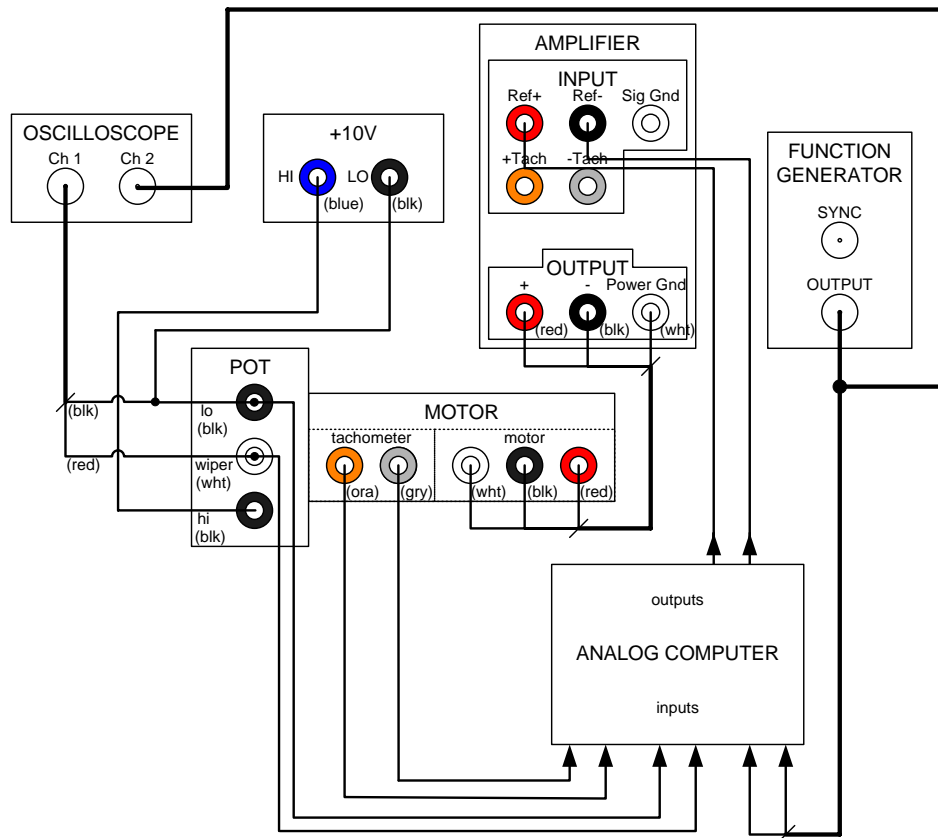 AMPLIFIER
INPUT
Ref+ Ref- Sig Gnd
+Tach -Tach
OUTPUT
+ - Power Gnd
(red) (blk) (wht)
OSCILLOSCOPE
Ch 1 Ch 2
+10V
HI LO
(blue) (blk)
FUNCTION
GENERATOR
SYNC
OUTPUT
POT
lo
(blk)
wiper
(wht)
hi
(blk)
(blk)
(red)
MOTOR
tachometer motor
(ora) (gry) (wht) (blk) (red)
outputs
ANALOG COMPUTER
inputs